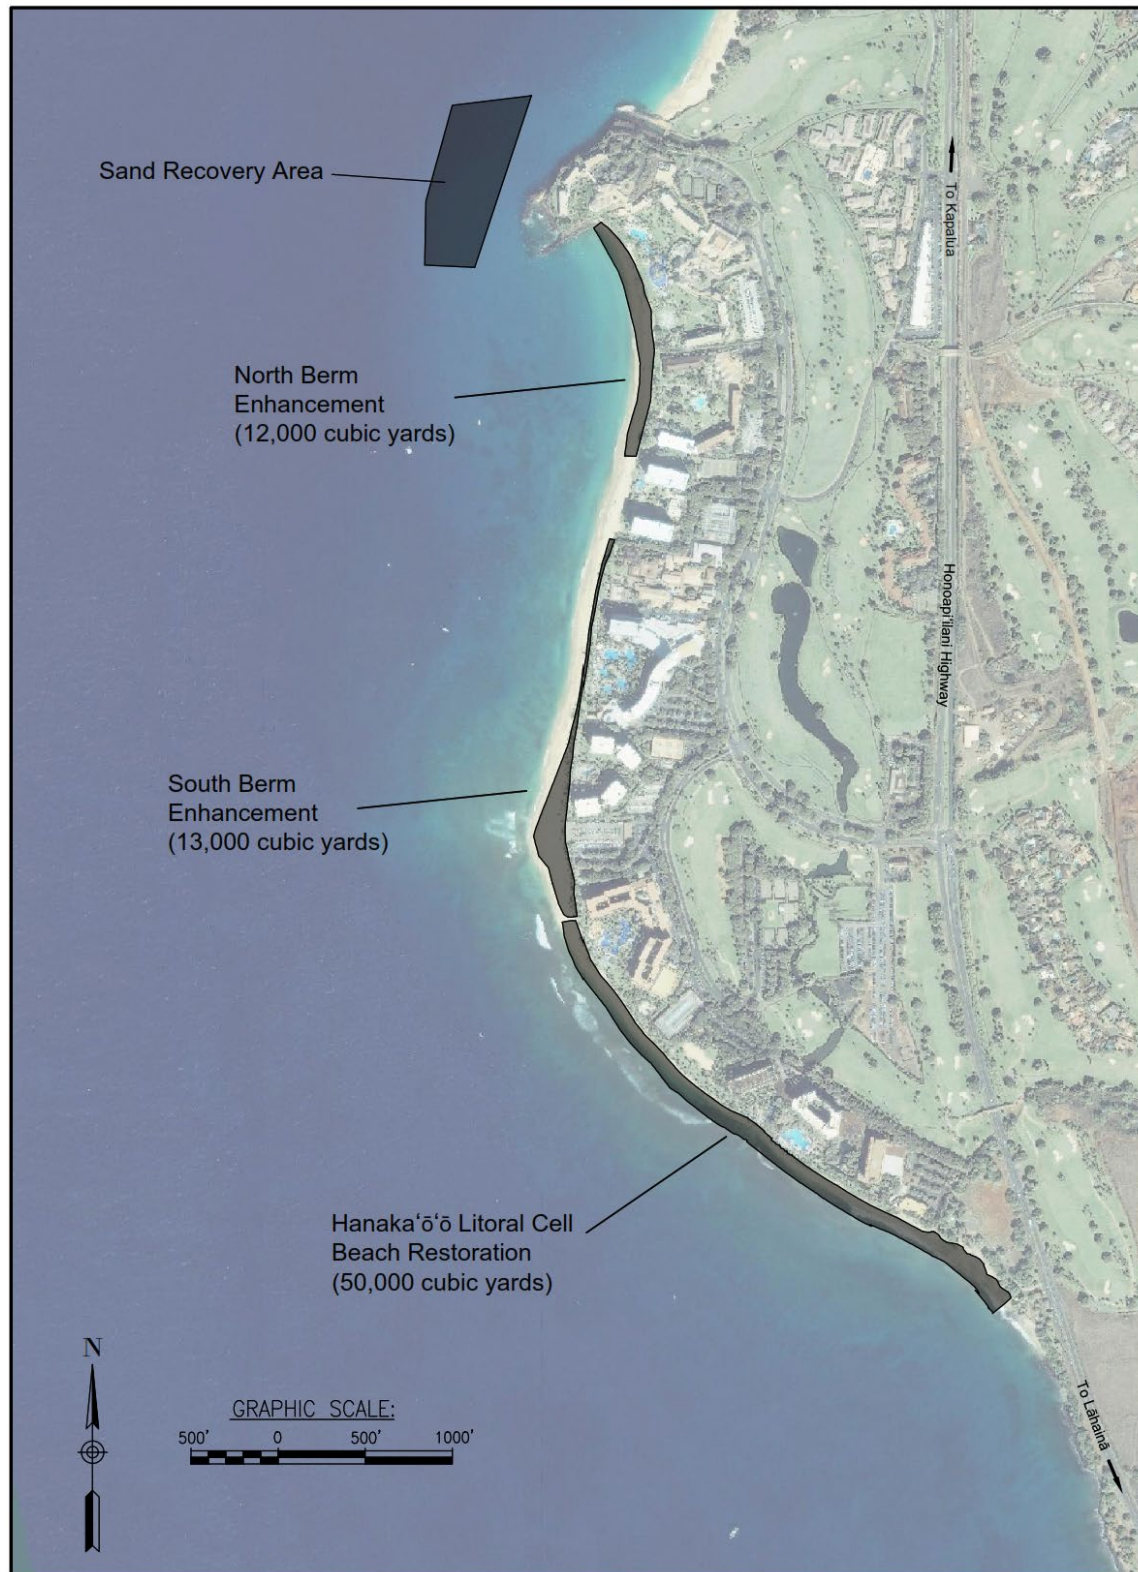 Sand Recovery Area
To Kapalua
North Berm
Enhancement
(12,000 cubic yards)
Honoapi'ilani Highway
South Berm
Enhancement
(13,000 cubic yards)
Hanakaʻōʻō Litoral Cell
Beach Restoration
(50,000 cubic yards)
N
GRAPHIC SCALE:
500' 0 500' 1000'
To Lāhainā